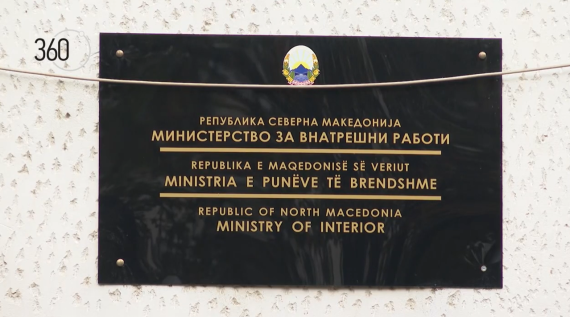 360
РЕПУБЛИКА СЕВЕРНА МАКЕДОНИЈА
МИНИСТЕРСТВО ЗА ВНАТРЕШНИ РАБОТИ
REPUBLIKA E MAQEDONISË SË VERIUT
MINISTRIA E PUNËVE TË BRENDSHME
REPUBLIC OF NORTH MACEDONIA
MINISTRY OF INTERIOR